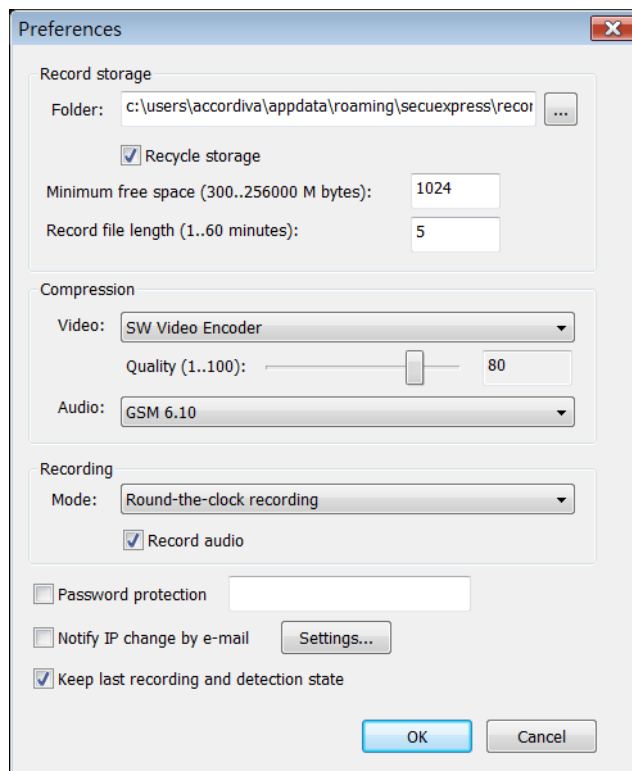 Preferences
Record storage
Folder: c:\users\accordiva\appdata\roaming\secuexpress\recor ...
Recycle storage
Minimum free space (300..256000 M bytes): 1024
Record file length (1..60 minutes): 5
Compression
Video: SW Video Encoder
Quality (1..100): 80
Audio: GSM 6.10
Recording
Mode: Round-the-clock recording
Record audio
Password protection
Notify IP change by e-mail Settings...
Keep last recording and detection state
OK Cancel